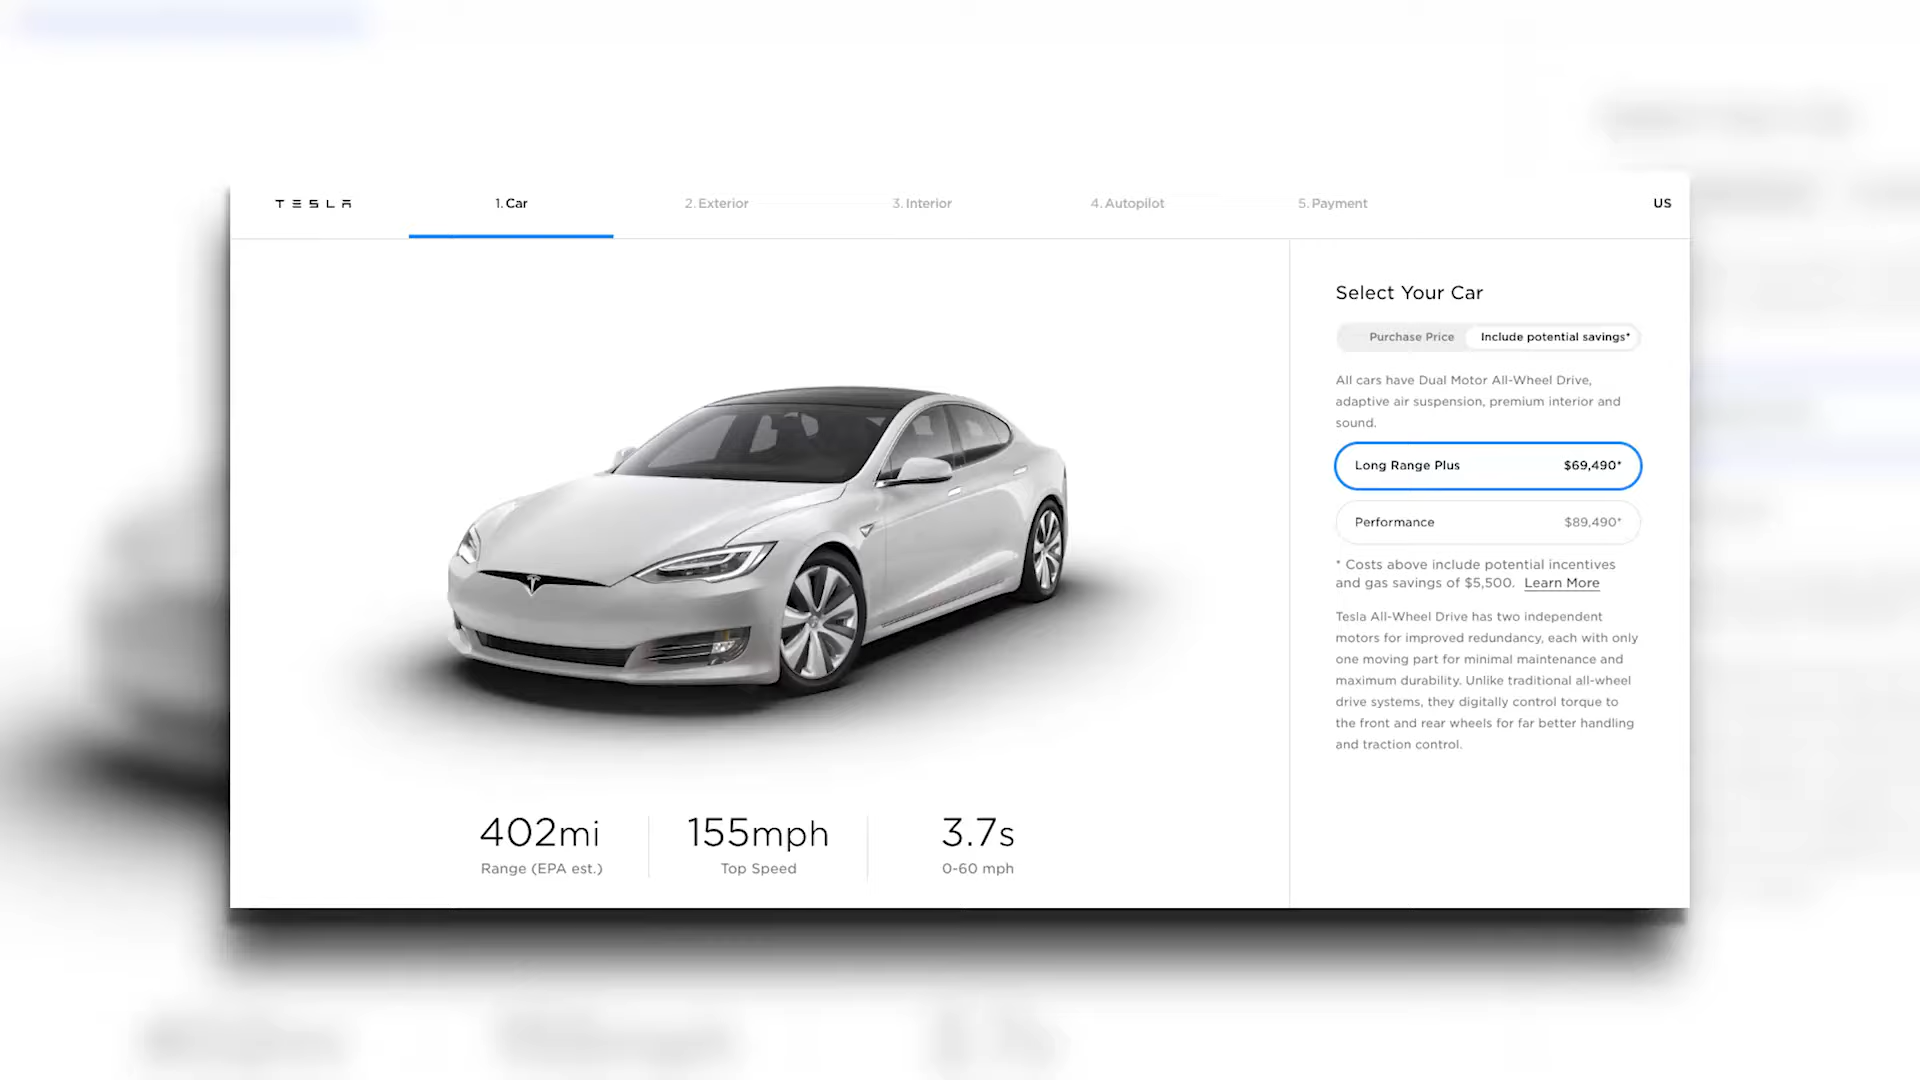 TESLA
1. Car
2. Exterior
3. Interior
4. Autopilot
5. Payment
US
Select Your Car
Purchase Price
Include potential savings*
All cars have Dual Motor All-Wheel Drive,
adaptive air suspension, premium interior and
sound.
Long Range Plus $69,490*
Performance $89,490*
* Costs above include potential incentives
and gas savings of $5,500. Learn More
Tesla All-Wheel Drive has two independent
motors for improved redundancy, each with only
one moving part for minimal maintenance and
maximum durability. Unlike traditional all-wheel
drive systems, they digitally control torque to
the front and rear wheels for far better handling
and traction control.
402mi
Range (EPA est.)
155mph
Top Speed
3.7s
0-60 mph